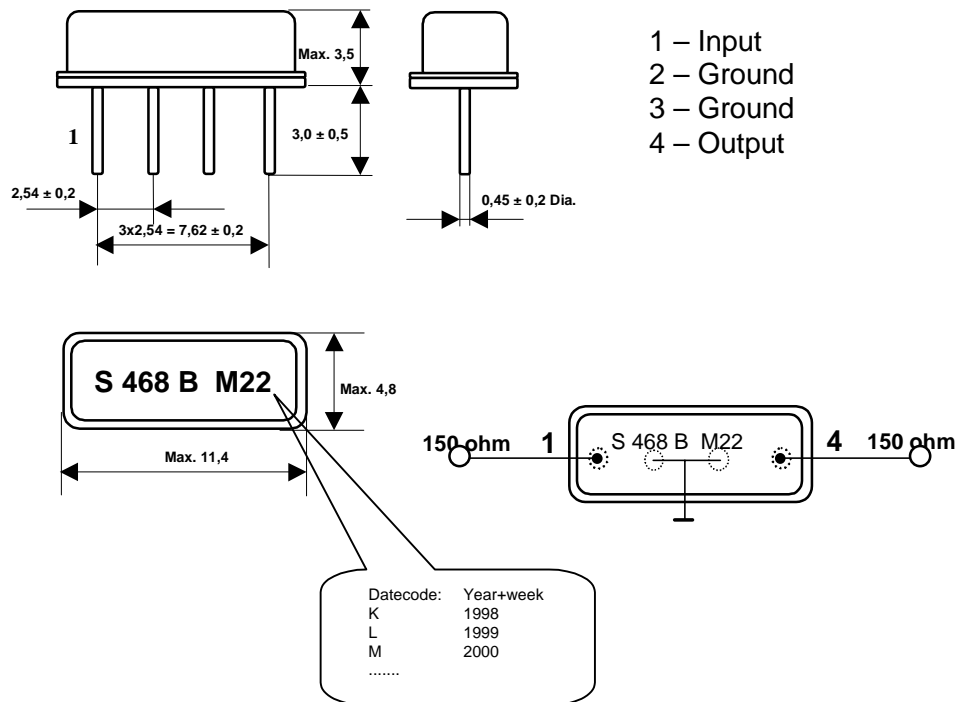 Max. 3,5
1
3,0 ± 0,5
2,54 ± 0,2
3x2,54 = 7,62 ± 0,2
0,45 ± 0,2 Dia.
1 – Input
2 – Ground
3 – Ground
4 – Output
S 468 B M22
Max. 4,8
Max. 11,4
150 ohm 1 S 468 B M22 4 150 ohm
Datecode: Year+week
K 1998
L 1999
M 2000
.......